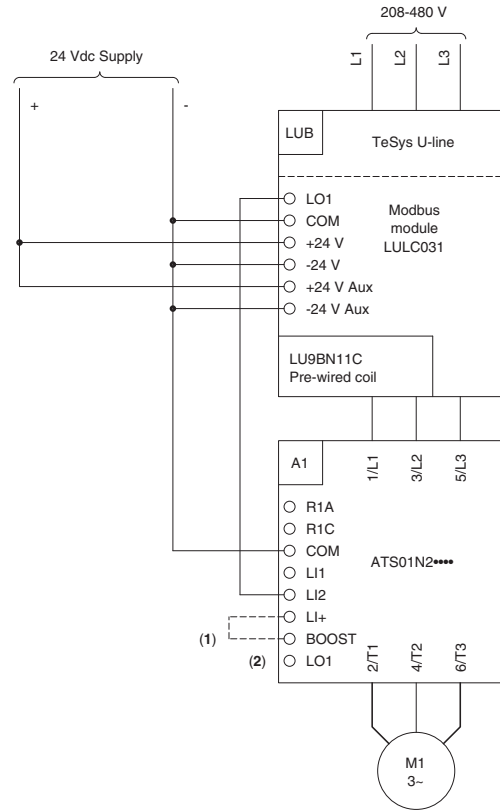 208-480 V
24 Vdc Supply
L1
L2
L3
+
-
LUB
TeSys U-line
LO1
COM
+24 V
-24 V
+24 V Aux
-24 V Aux
Modbus
module
LULC031
LU9BN11C
Pre-wired coil
A1
1/L1
3/L2
5/L3
R1A
R1C
COM
LI1
LI2
LI+
BOOST
LO1
ATS01N2••••
(1)
(2)
2/T1
4/T2
6/T3
M1
3~